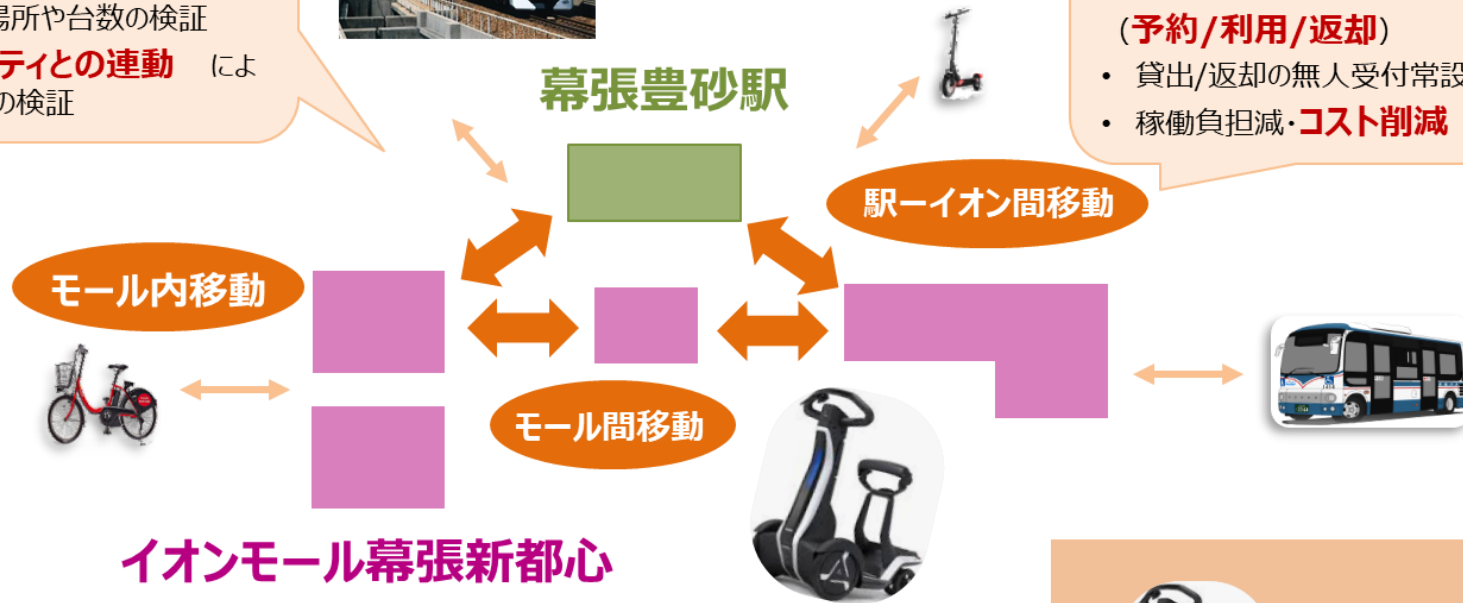 場所や台数の検証
ティとの連動 によ
の検証
幕張豊砂駅
(予約/利用/返却)
• 貸出/返却の無人受付常設
• 稼働負担減・コスト削減
駅ーイオン間移動
モール内移動
モール間移動
イオンモール幕張新都心